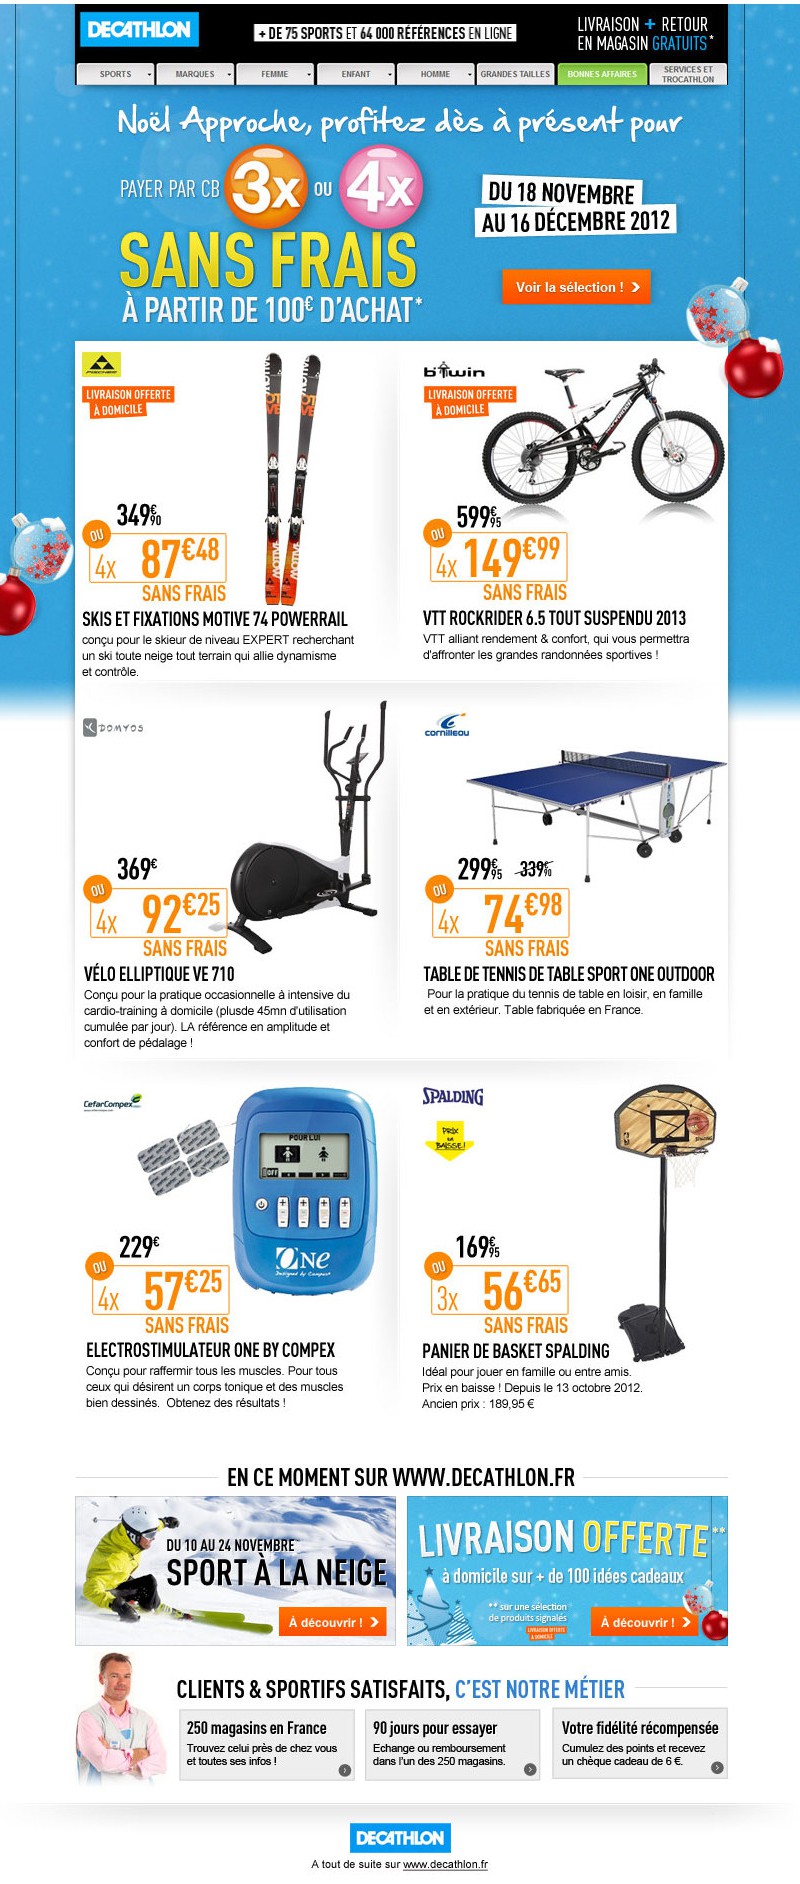 DECATHLON
+ DE 75 SPORTS ET 64 000 RÉFÉRENCES EN LIGNE
LIVRAISON + RETOUR
EN MAGASIN GRATUITS*
SPORTS
MARQUES
FEMME
ENFANT
HOMME
GRANDES TAILLES
BONNES AFFAIRES
SERVICES ET
TROCATHLON
Noël Approche, profitez dès à présent pour
PAYER PAR CB 3x OU 4x
SANS FRAIS
À PARTIR DE 100€ D'ACHAT*
DU 18 NOVEMBRE
AU 16 DÉCEMBRE 2012
Voir la sélection !
FISCHER
LIVRAISON OFFERTE
À DOMICILE
349€90
OU
4x 87€48
SANS FRAIS
SKIS ET FIXATIONS MOTIVE 74 POWERRAIL
conçu pour le skieur de niveau EXPERT recherchant
un ski toute neige tout terrain qui allie dynamisme
et contrôle.
b'Twin
LIVRAISON OFFERTE
À DOMICILE
599€95
OU
4x 149€99
SANS FRAIS
VTT ROCKRIDER 6.5 TOUT SUSPENDU 2013
VTT alliant rendement & confort, qui vous permettra
d'affronter les grandes randonnées sportives !
DOMYOS
369€
OU
4x 92€25
SANS FRAIS
VÉLO ELLIPTIQUE VE 710
Conçu pour la pratique occasionnelle à intensive du
cardio-training à domicile (plusde 45mn d'utilisation
cumulée par jour). LA référence en amplitude et
confort de pédalage !
cornilleau
299€95 339€90
OU
4x 74€98
SANS FRAIS
TABLE DE TENNIS DE TABLE SPORT ONE OUTDOOR
Pour la pratique du tennis de table en loisir, en famille
et en extérieur. Table fabriquée en France.
CefarCompex
POUR LUI
OFF
ONE
Designed by Compex
229€
OU
4x 57€25
SANS FRAIS
ELECTROSTIMULATEUR ONE BY COMPEX
Conçu pour raffermir tous les muscles. Pour tous
ceux qui désirent un corps tonique et des muscles
bien dessinés. Obtenez des résultats !
SPALDING
PRIX
en
BAISSE !
169€95
OU
3x 56€65
SANS FRAIS
PANIER DE BASKET SPALDING
Idéal pour jouer en famille ou entre amis.
Prix en baisse ! Depuis le 13 octobre 2012.
Ancien prix : 189,95 €
EN CE MOMENT SUR WWW.DECATHLON.FR
DU 10 AU 24 NOVEMBRE
SPORT À LA NEIGE
À découvrir !
LIVRAISON OFFERTE**
à domicile sur + de 100 idées cadeaux
** sur une sélection
de produits signalés
LIVRAISON OFFERTE
À DOMICILE
À découvrir !
CLIENTS & SPORTIFS SATISFAITS, C'EST NOTRE MÉTIER
250 magasins en France
Trouvez celui près de chez vous
et toutes ses infos !
90 jours pour essayer
Echange ou remboursement
dans l'un des 250 magasins.
Votre fidélité récompensée
Cumulez des points et recevez
un chèque cadeau de 6 €.
DECATHLON
A tout de suite sur www.decathlon.fr